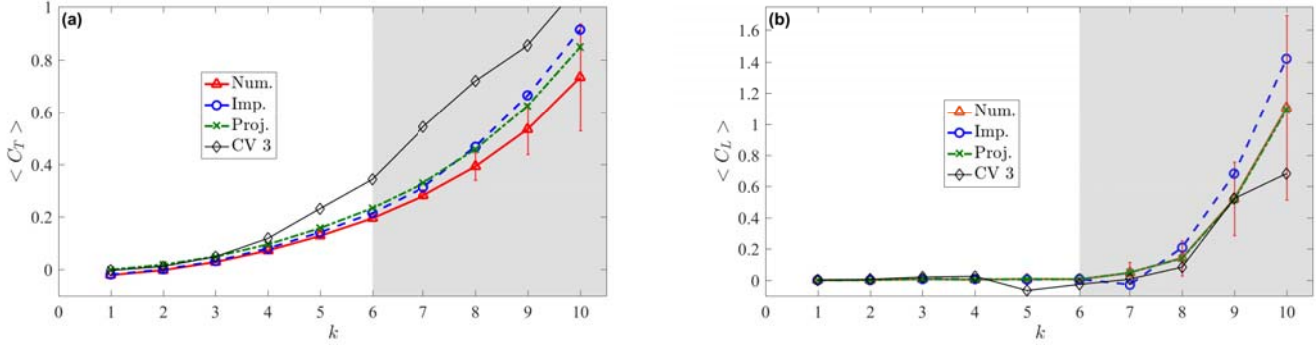 (a)
1
0.8
0.6
0.4
0.2
0
< C_T >
Num.
Imp.
Proj.
CV 3
0 1 2 3 4 5 6 7 8 9 10
k
(b)
1.6
1.4
1.2
1
0.8
0.6
0.4
0.2
0
< C_L >
Num.
Imp.
Proj.
CV 3
0 1 2 3 4 5 6 7 8 9 10
k